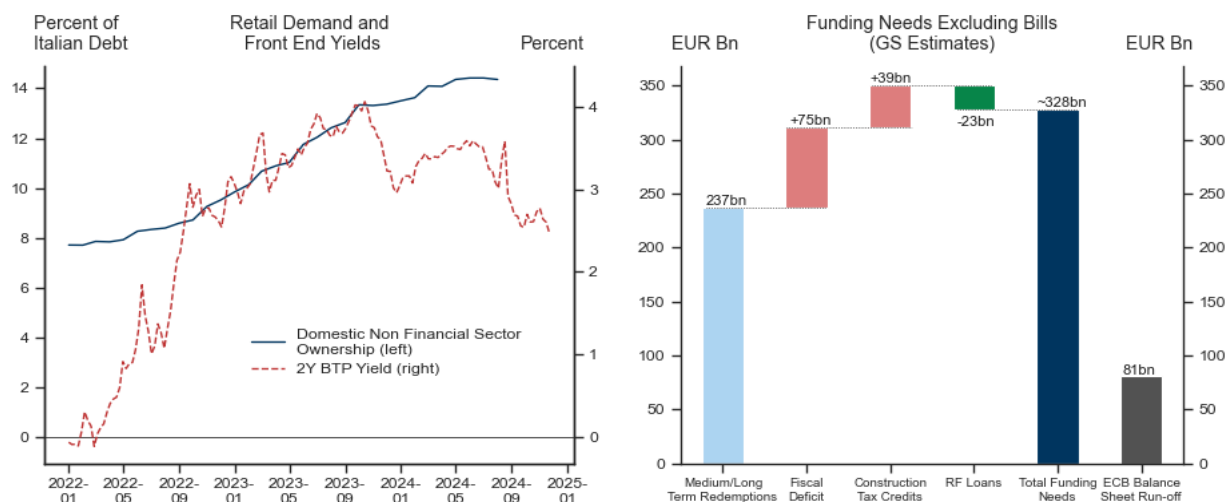 Percent of
Italian Debt
Retail Demand and
Front End Yields
Percent
14
12
10
8
6
4
2
0
4
3
2
1
0
Domestic Non Financial Sector
Ownership (left)
2Y BTP Yield (right)
2022-
01
2022-
05
2022-
09
2023-
01
2023-
05
2023-
09
2024-
01
2024-
05
2024-
09
2025-
01
Funding Needs Excluding Bills
(GS Estimates)
EUR Bn
EUR Bn
350
300
250
200
150
100
50
0
350
300
250
200
150
100
50
0
237bn
+75bn
+39bn
-23bn
~328bn
81bn
Medium/Long
Term Redemptions
Fiscal
Deficit
Construction
Tax Credits
RF Loans
Total Funding
Needs
ECB Balance
Sheet Run-off